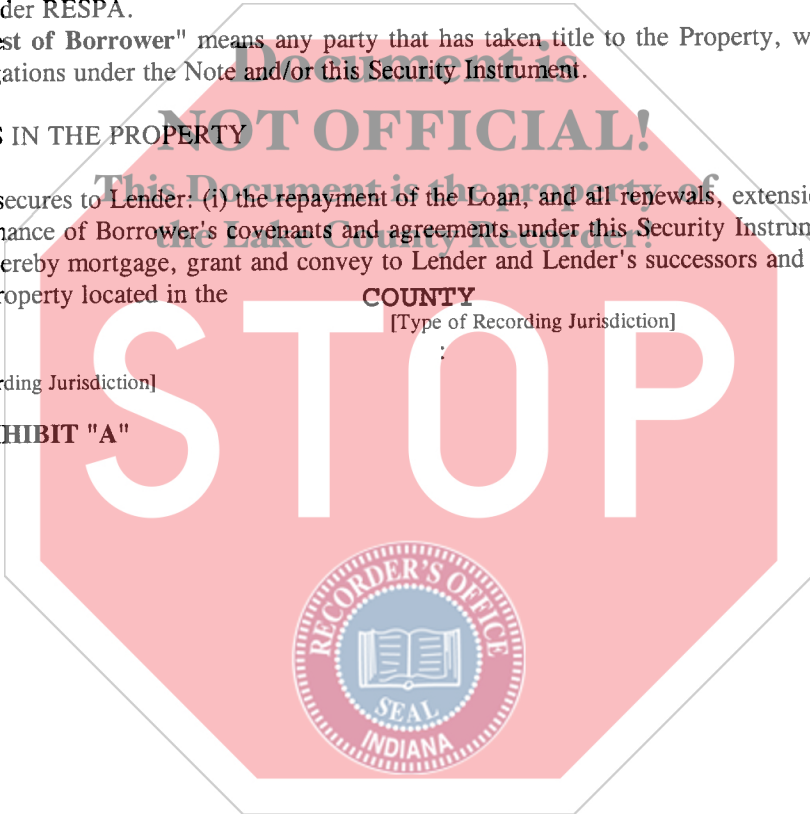 der RESPA.
est of Borrower" means any party that has taken title to the Property, w
gations under the Note and/or this Security Instrument.
Document is
NOT OFFICIAL!
S IN THE PROPERTY
This Document is the property of
the Lake County Recorder!
secures to Lender: (i) the repayment of the Loan, and all renewals, extensi
nance of Borrower's covenants and agreements under this Security Instrum
ereby mortgage, grant and convey to Lender and Lender's successors and
roperty located in the COUNTY
[Type of Recording Jurisdiction]
:
rding Jurisdiction]
HIBIT "A"
STOP
RECORDER'S OFFICE
SEAL
INDIANA